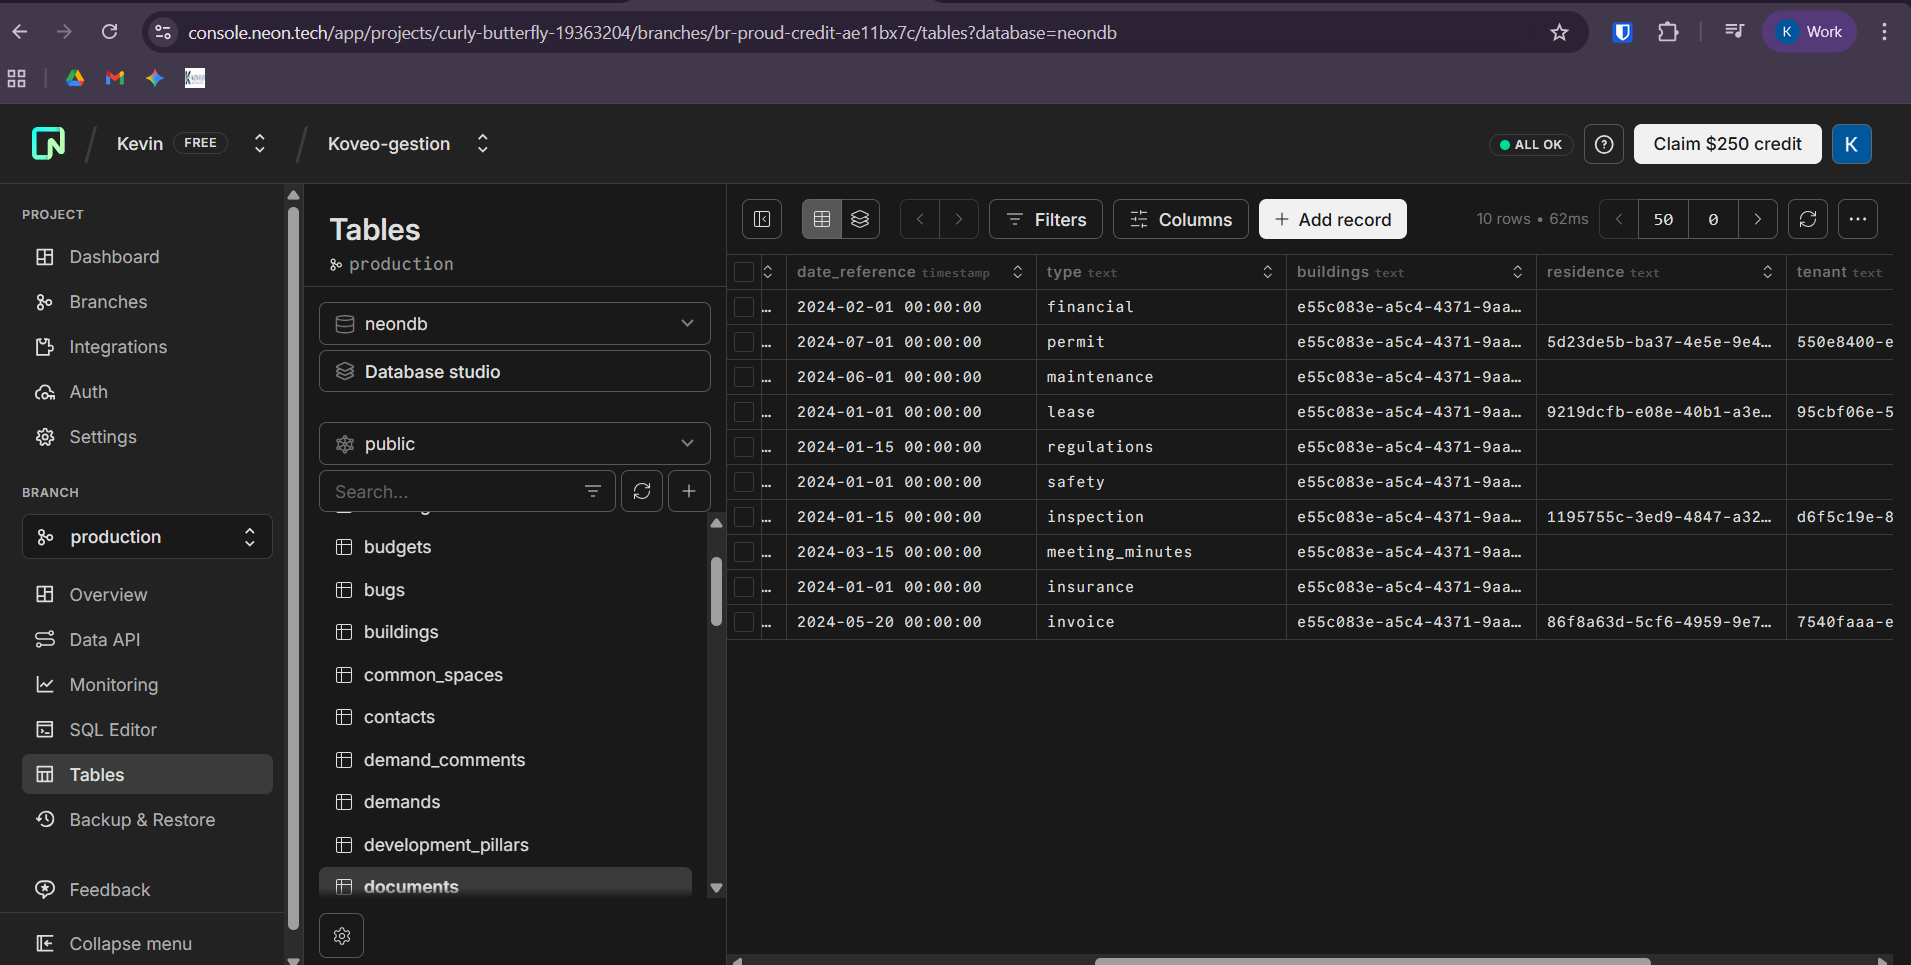 console.neon.tech/app/projects/curly-butterfly-19363204/branches/br-proud-credit-ae11bx7c/tables?database=neondb
K Work
Kevin FREE
Koveo-gestion
ALL OK
Claim $250 credit
K
PROJECT
Dashboard
Branches
Integrations
Auth
Settings
BRANCH
production
Overview
Data API
Monitoring
SQL Editor
Tables
Backup & Restore
Feedback
Collapse menu
Tables
production
neondb
Database studio
public
Search...
budgets
bugs
buildings
common_spaces
contacts
demand_comments
demands
development_pillars
documents
Filters
Columns
Add record
10 rows • 62ms
50
0
date_reference timestamp type text buildings text residence text tenant text
... 2024-02-01 00:00:00 financial e55c083e-a5c4-4371-9aa...
... 2024-07-01 00:00:00 permit e55c083e-a5c4-4371-9aa... 5d23de5b-ba37-4e5e-9e4... 550e8400-e
... 2024-06-01 00:00:00 maintenance e55c083e-a5c4-4371-9aa...
... 2024-01-01 00:00:00 lease e55c083e-a5c4-4371-9aa... 9219dcfb-e08e-40b1-a3e... 95cbf06e-5
... 2024-01-15 00:00:00 regulations e55c083e-a5c4-4371-9aa...
... 2024-01-01 00:00:00 safety e55c083e-a5c4-4371-9aa...
... 2024-01-15 00:00:00 inspection e55c083e-a5c4-4371-9aa... 1195755c-3ed9-4847-a32... d6f5c19e-8
... 2024-03-15 00:00:00 meeting_minutes e55c083e-a5c4-4371-9aa...
... 2024-01-01 00:00:00 insurance e55c083e-a5c4-4371-9aa...
... 2024-05-20 00:00:00 invoice e55c083e-a5c4-4371-9aa... 86f8a63d-5cf6-4959-9e7... 7540faaa-e